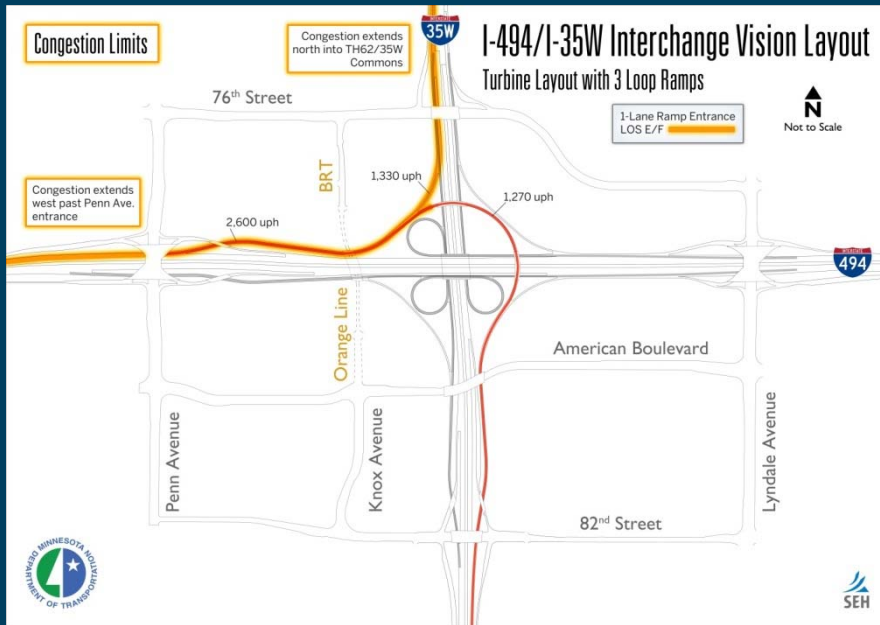 Congestion Limits
Congestion extends
north into TH62/35W
Commons
INTERSTATE
35W
I-494/I-35W Interchange Vision Layout
Turbine Layout with 3 Loop Ramps
76th Street
1-Lane Ramp Entrance
LOS E/F
N
Not to Scale
Congestion extends
west past Penn Ave.
entrance
BRT
1,330 uph
1,270 uph
2,600 uph
INTERSTATE
494
Orange Line
American Boulevard
Penn Avenue
Knox Avenue
Lyndale Avenue
82nd Street
MINNESOTA
DEPARTMENT OF TRANSPORTATION
SEH